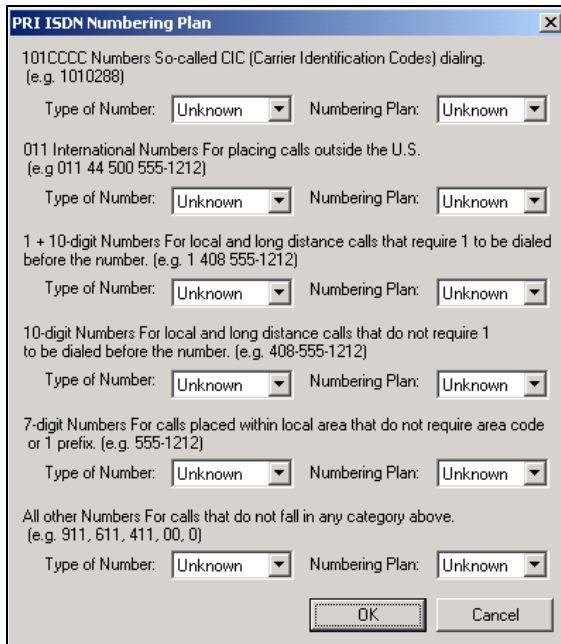 PRI ISDN Numbering Plan
101CCCC Numbers So-called CIC (Carrier Identification Codes) dialing.
(e.g. 1010288)
Type of Number: Unknown Numbering Plan: Unknown
011 International Numbers For placing calls outside the U.S.
(e.g 011 44 500 555-1212)
Type of Number: Unknown Numbering Plan: Unknown
1 + 10-digit Numbers For local and long distance calls that require 1 to be dialed
before the number. (e.g. 1 408 555-1212)
Type of Number: Unknown Numbering Plan: Unknown
10-digit Numbers For local and long distance calls that do not require 1
to be dialed before the number. (e.g. 408-555-1212)
Type of Number: Unknown Numbering Plan: Unknown
7-digit Numbers For calls placed within local area that do not require area code
or 1 prefix. (e.g. 555-1212)
Type of Number: Unknown Numbering Plan: Unknown
All other Numbers For calls that do not fall in any category above.
(e.g. 911, 611, 411, 00, 0)
Type of Number: Unknown Numbering Plan: Unknown
OK Cancel